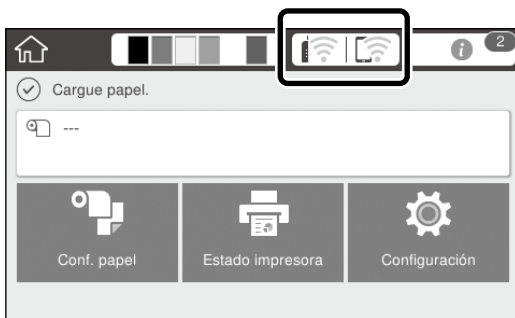 i 2
Cargue papel.
---
Conf. papel Estado impresora Configuración